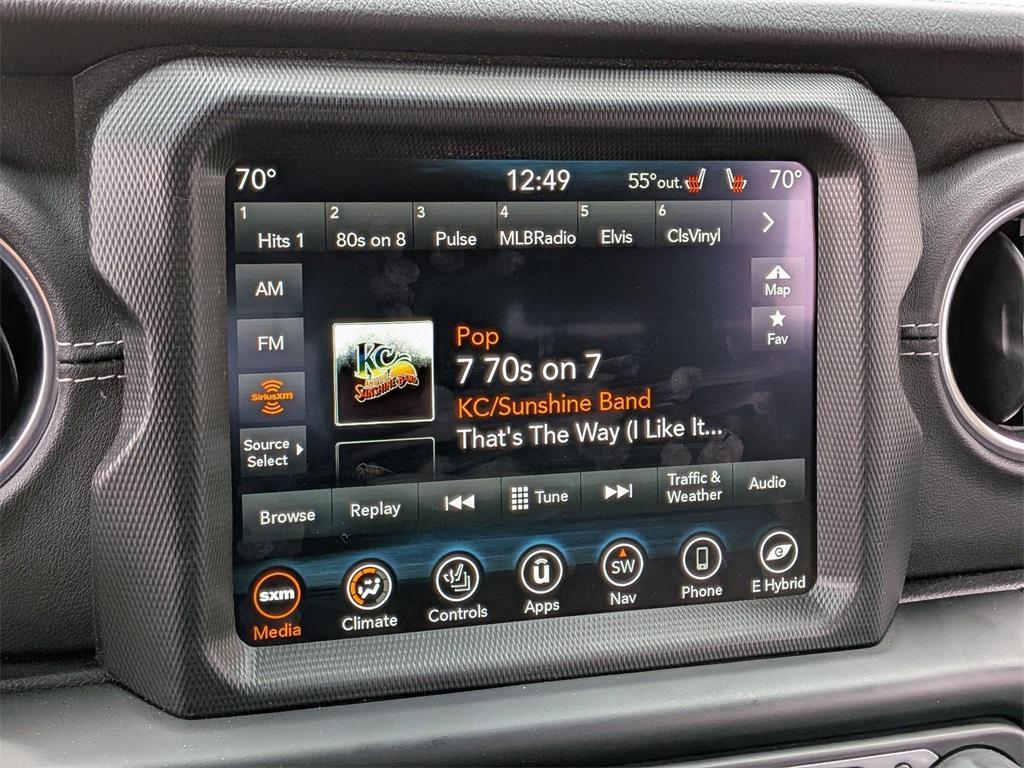 70° 12:49 55°out. 70°
1 Hits 1
2 80s on 8
3 Pulse
4 MLBRadio
5 Elvis
6 ClsVinyl
AM
FM
SiriusXM
Source
Select
KC
AND THE
SUNSHINE BAND
Pop
7 70s on 7
KC/Sunshine Band
That's The Way (I Like It...
Map
Fav
Browse
Replay
Tune
Traffic &
Weather
Audio
sxm
Media
Climate
Controls
u
Apps
SW
Nav
Phone
e
E Hybrid